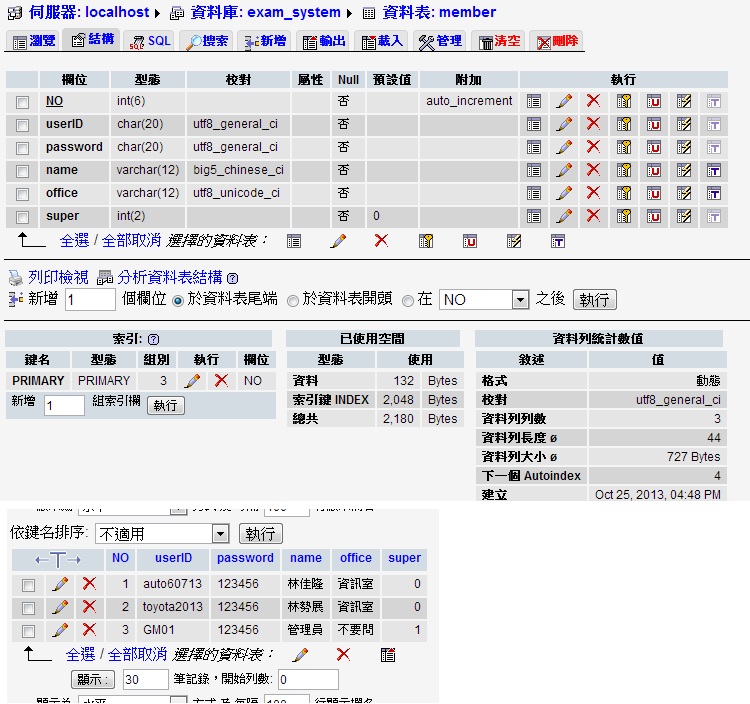 伺服器: localhost ▸ 資料庫: exam_system ▸ 資料表: member
瀏覽 結構 SQL 搜索 新增 輸出 載入 管理 清空 刪除
欄位 型態 校對 屬性 Null 預設值 附加 執行
NO int(6) 否 auto_increment
userID char(20) utf8_general_ci 否
password char(20) utf8_general_ci 否
name varchar(12) big5_chinese_ci 否
office varchar(12) utf8_unicode_ci 否
super int(2) 否 0
全選 / 全部取消 選擇的資料表：
列印檢視 分析資料表結構
新增 1 個欄位 於資料表尾端 於資料表開頭 在 NO 之後 執行
索引:
鍵名 型態 組別 執行 欄位
PRIMARY PRIMARY 3 NO
新增 1 組索引欄 執行
已使用空間
型態 使用
資料 132 Bytes
索引鍵 INDEX 2,048 Bytes
總共 2,180 Bytes
資料列統計數值
敘述 值
格式 動態
校對 utf8_general_ci
資料列列數 3
資料列長度 ø 44
資料列大小 ø 727 Bytes
下一個 Autoindex 4
建立 Oct 25, 2013, 04:48 PM
依鍵名排序: 不適用 執行
←T→ NO userID password name office super
1 auto60713 123456 林佳隆 資訊室 0
2 toyota2013 123456 林勢展 資訊室 0
3 GM01 123456 管理員 不要問 1
全選 / 全部取消 選擇的資料表：
顯示 : 30 筆記錄，開始列數: 0